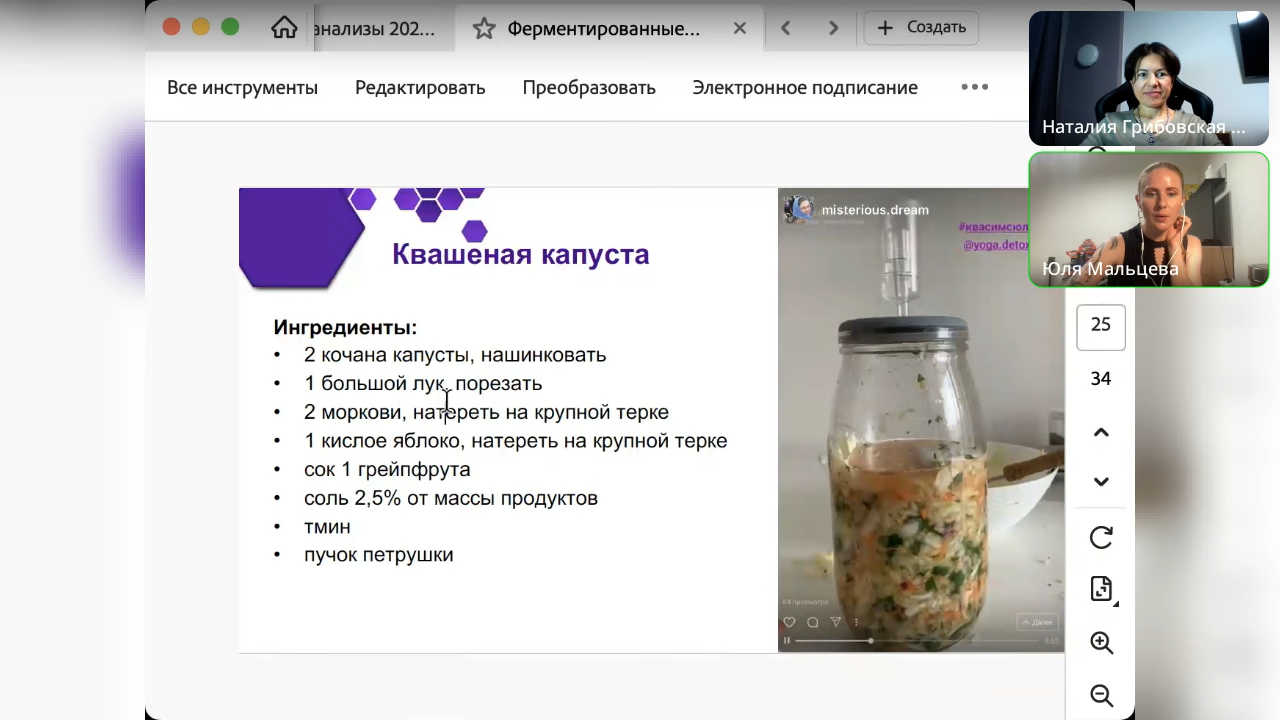 анализы 202...
Ферментированные...
Создать
Все инструменты
Редактировать
Преобразовать
Электронное подписание
Наталия Грибовская ...
Юля Мальцева
misterious.dream
#квасимсюл
@yoga.detox
Квашеная капуста
Ингредиенты:
• 2 кочана капусты, нашинковать
• 1 большой лук, порезать
• 2 моркови, натереть на крупной терке
• 1 кислое яблоко, натереть на крупной терке
• сок 1 грейпфрута
• соль 2,5% от массы продуктов
• тмин
• пучок петрушки
25
34
64 просмотра
Далее